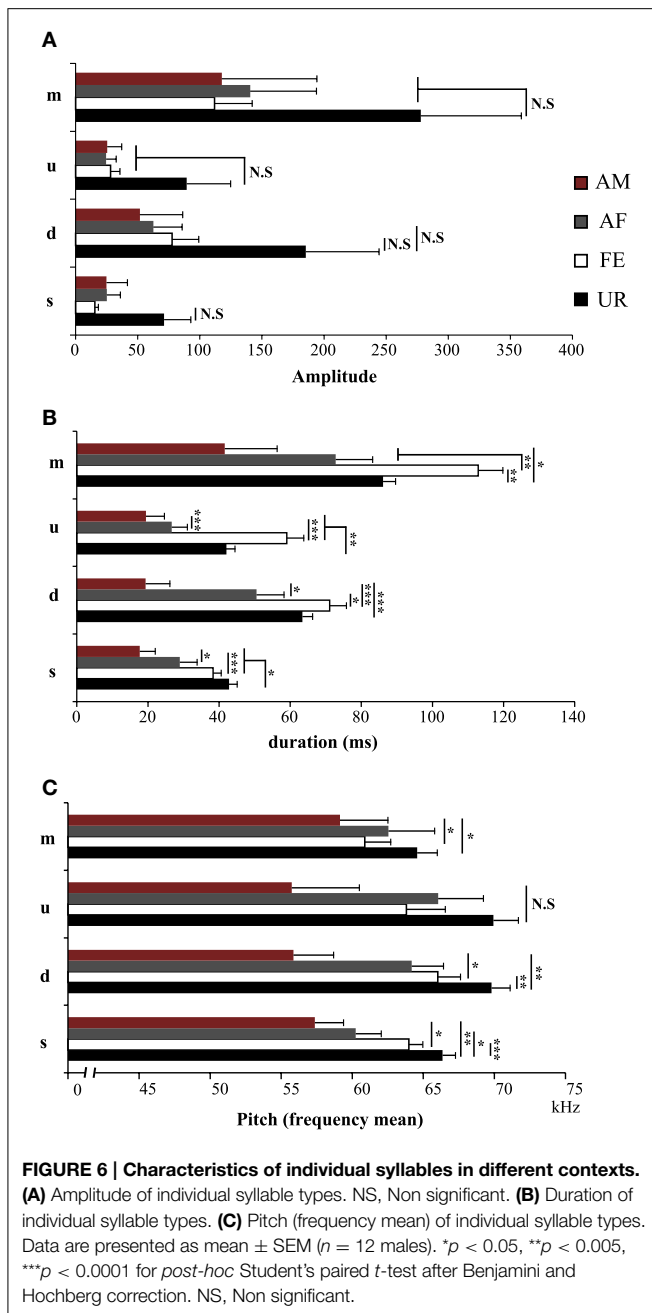 A
m
N.S
u
N.S
AM
AF
d
N.S
N.S
FE
s
N.S
UR
0
100
200
300
400
Amplitude
B
m
**
**
*
u
***
***
**
d
*
*
***
***
s
*
***
*
0
20
40
60
80
100
120
140
duration (ms)
C
m
*
*
u
N.S
d
*
**
**
s
*
**
*
***
0
45
50
55
60
65
70
75
kHz
Pitch (frequency mean)
FIGURE 6 | Characteristics of individual syllables in different contexts.
(A) Amplitude of individual syllable types. NS, Non significant. (B) Duration of
individual syllable types. (C) Pitch (frequency mean) of individual syllable types.
Data are presented as mean ± SEM (n = 12 males). *p < 0.05, **p < 0.005,
***p < 0.0001 for post-hoc Student's paired t-test after Benjamini and
Hochberg correction. NS, Non significant.